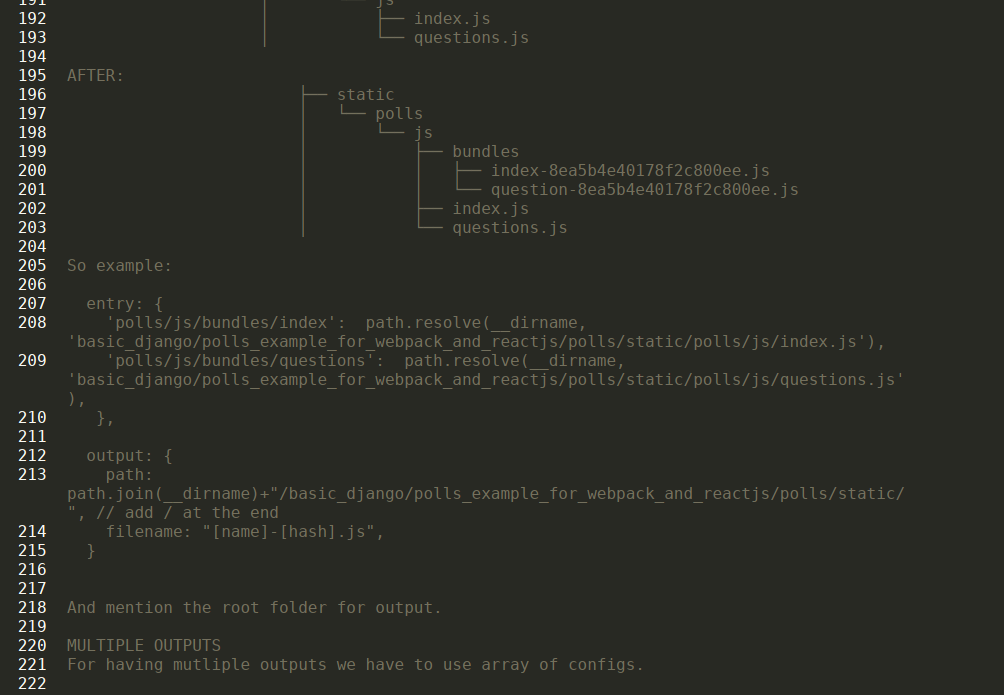 191                              │       └── js
192                              │           ├── index.js
193                              │           └── questions.js
194
195 AFTER:
196                         ├── static
197                         │   └── polls
198                         │       └── js
199                         │           ├── bundles
200                         │           │   ├── index-8ea5b4e40178f2c800ee.js
201                         │           │   └── question-8ea5b4e40178f2c800ee.js
202                         │           ├── index.js
203                         │           └── questions.js
204
205 So example:
206
207   entry: {
208     'polls/js/bundles/index':  path.resolve(__dirname,
'basic_django/polls_example_for_webpack_and_reactjs/polls/static/polls/js/index.js'),
209     'polls/js/bundles/questions':  path.resolve(__dirname,
'basic_django/polls_example_for_webpack_and_reactjs/polls/static/polls/js/questions.js'
),
210    },
211
212   output: {
213     path:
path.join(__dirname)+"/basic_django/polls_example_for_webpack_and_reactjs/polls/static/
", // add / at the end
214     filename: "[name]-[hash].js",
215   }
216
217
218 And mention the root folder for output.
219
220 MULTIPLE OUTPUTS
221 For having mutliple outputs we have to use array of configs.
222